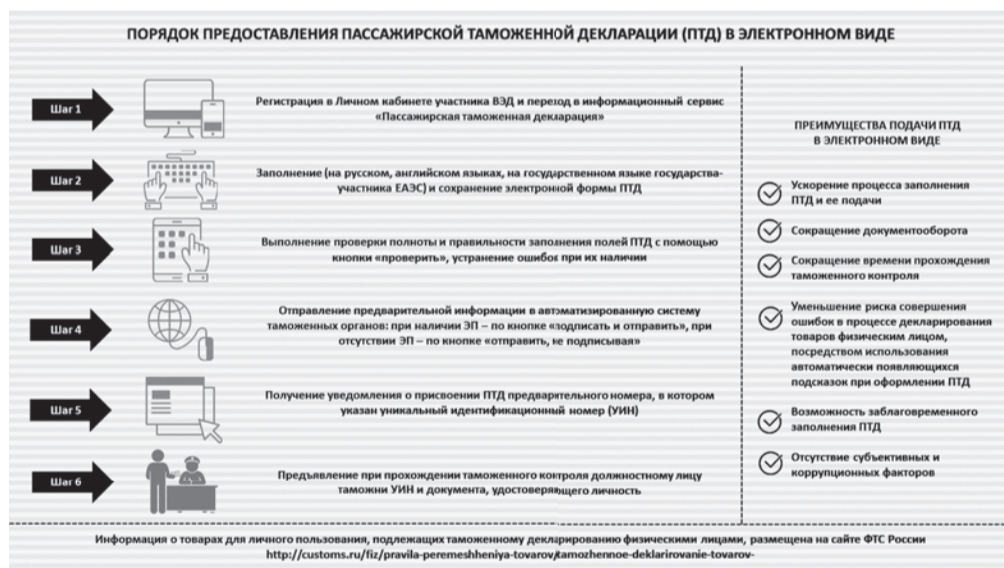 ПОРЯДОК ПРЕДОСТАВЛЕНИЯ ПАССАЖИРСКОЙ ТАМОЖЕННОЙ ДЕКЛАРАЦИИ (ПТД) В ЭЛЕКТРОННОМ ВИДЕ
Шаг 1
Регистрация в Личном кабинете участника ВЭД и переход в информационный сервис
«Пассажирская таможенная декларация»
Шаг 2
Заполнение (на русском, английском языках, на государственном языке государства-
участника ЕАЭС) и сохранение электронной формы ПТД
Шаг 3
Выполнение проверки полноты и правильности заполнения полей ПТД с помощью
кнопки «проверить», устранение ошибок при их наличии
Шаг 4
Отправление предварительной информации в автоматизированную систему
таможенных органов: при наличии ЭП – по кнопке «подписать и отправить», при
отсутствии ЭП – по кнопке «отправить, не подписывая»
Шаг 5
Получение уведомления о присвоении ПТД предварительного номера, в котором
указан уникальный идентификационный номер (УИН)
Шаг 6
Предъявление при прохождении таможенного контроля должностному лицу
таможни УИН и документа, удостоверяющего личность
ПРЕИМУЩЕСТВА ПОДАЧИ ПТД
В ЭЛЕКТРОННОМ ВИДЕ
Ускорение процесса заполнения
ПТД и ее подачи
Сокращение документооборота
Сокращение времени прохождения
таможенного контроля
Уменьшение риска совершения
ошибок в процессе декларирования
товаров физическим лицом,
посредством использования
автоматически появляющихся
подсказок при оформлении ПТД
Возможность заблаговременного
заполнения ПТД
Отсутствие субъективных и
коррупционных факторов
Информация о товарах для личного пользования, подлежащих таможенному декларированию физическими лицами, размещена на сайте ФТС России
http://customs.ru/fiz/pravila-peremeshheniya-tovarov/tamozhennoe-deklarirovanie-tovarov-